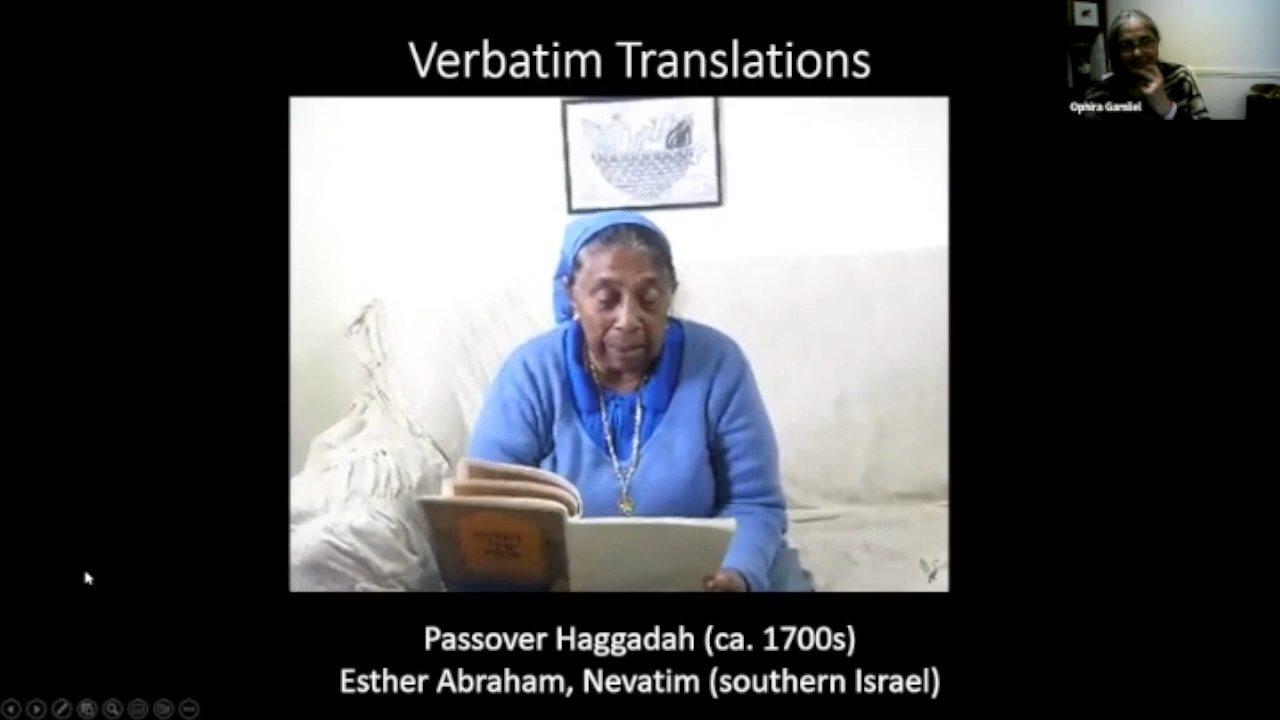 Verbatim Translations
Ophira Gamliel
Passover Haggadah (ca. 1700s)
Esther Abraham, Nevatim (southern Israel)